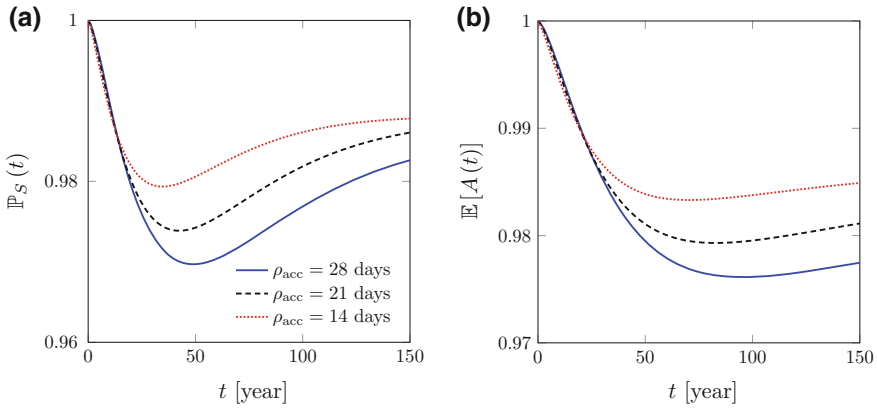 (a)
1
0.98
0.96
ℙ_S (t)
ρ_acc = 28 days
ρ_acc = 21 days
ρ_acc = 14 days
0 50 100 150
t [year]
(b)
1
0.99
0.98
0.97
𝔼 [A (t)]
0 50 100 150
t [year]